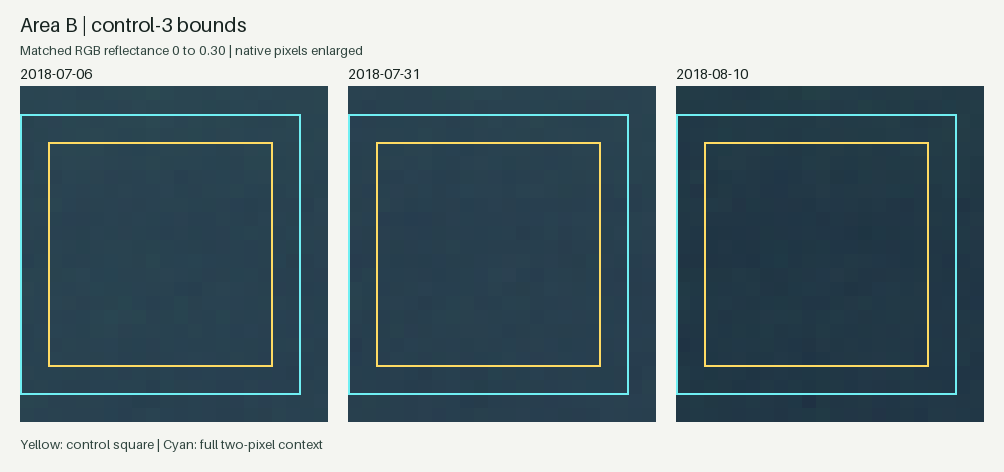 Area B | control-3 bounds
Matched RGB reflectance 0 to 0.30 | native pixels enlarged
2018-07-06
2018-07-31
2018-08-10
Yellow: control square | Cyan: full two-pixel context